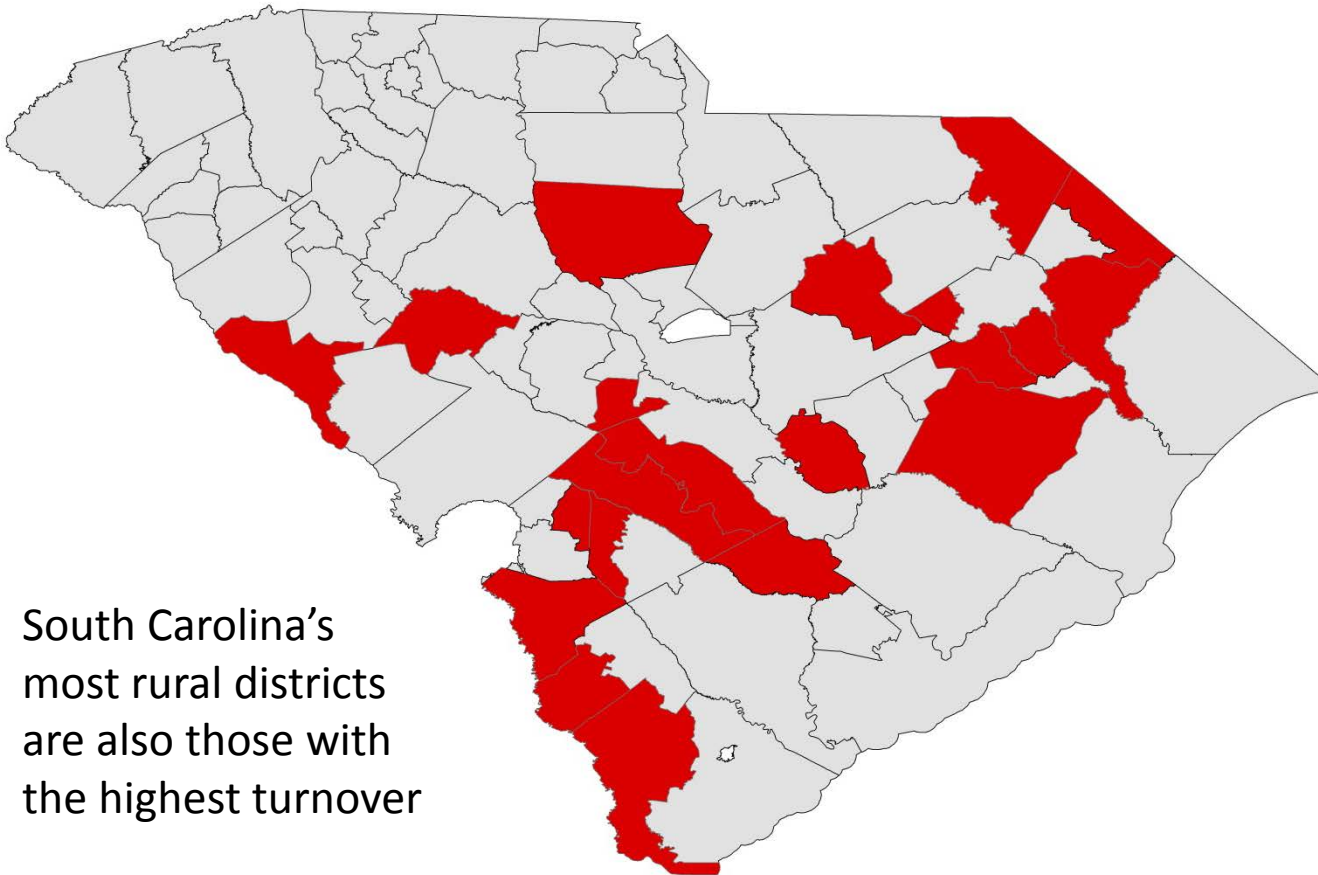 South Carolina’s
most rural districts
are also those with
the highest turnover